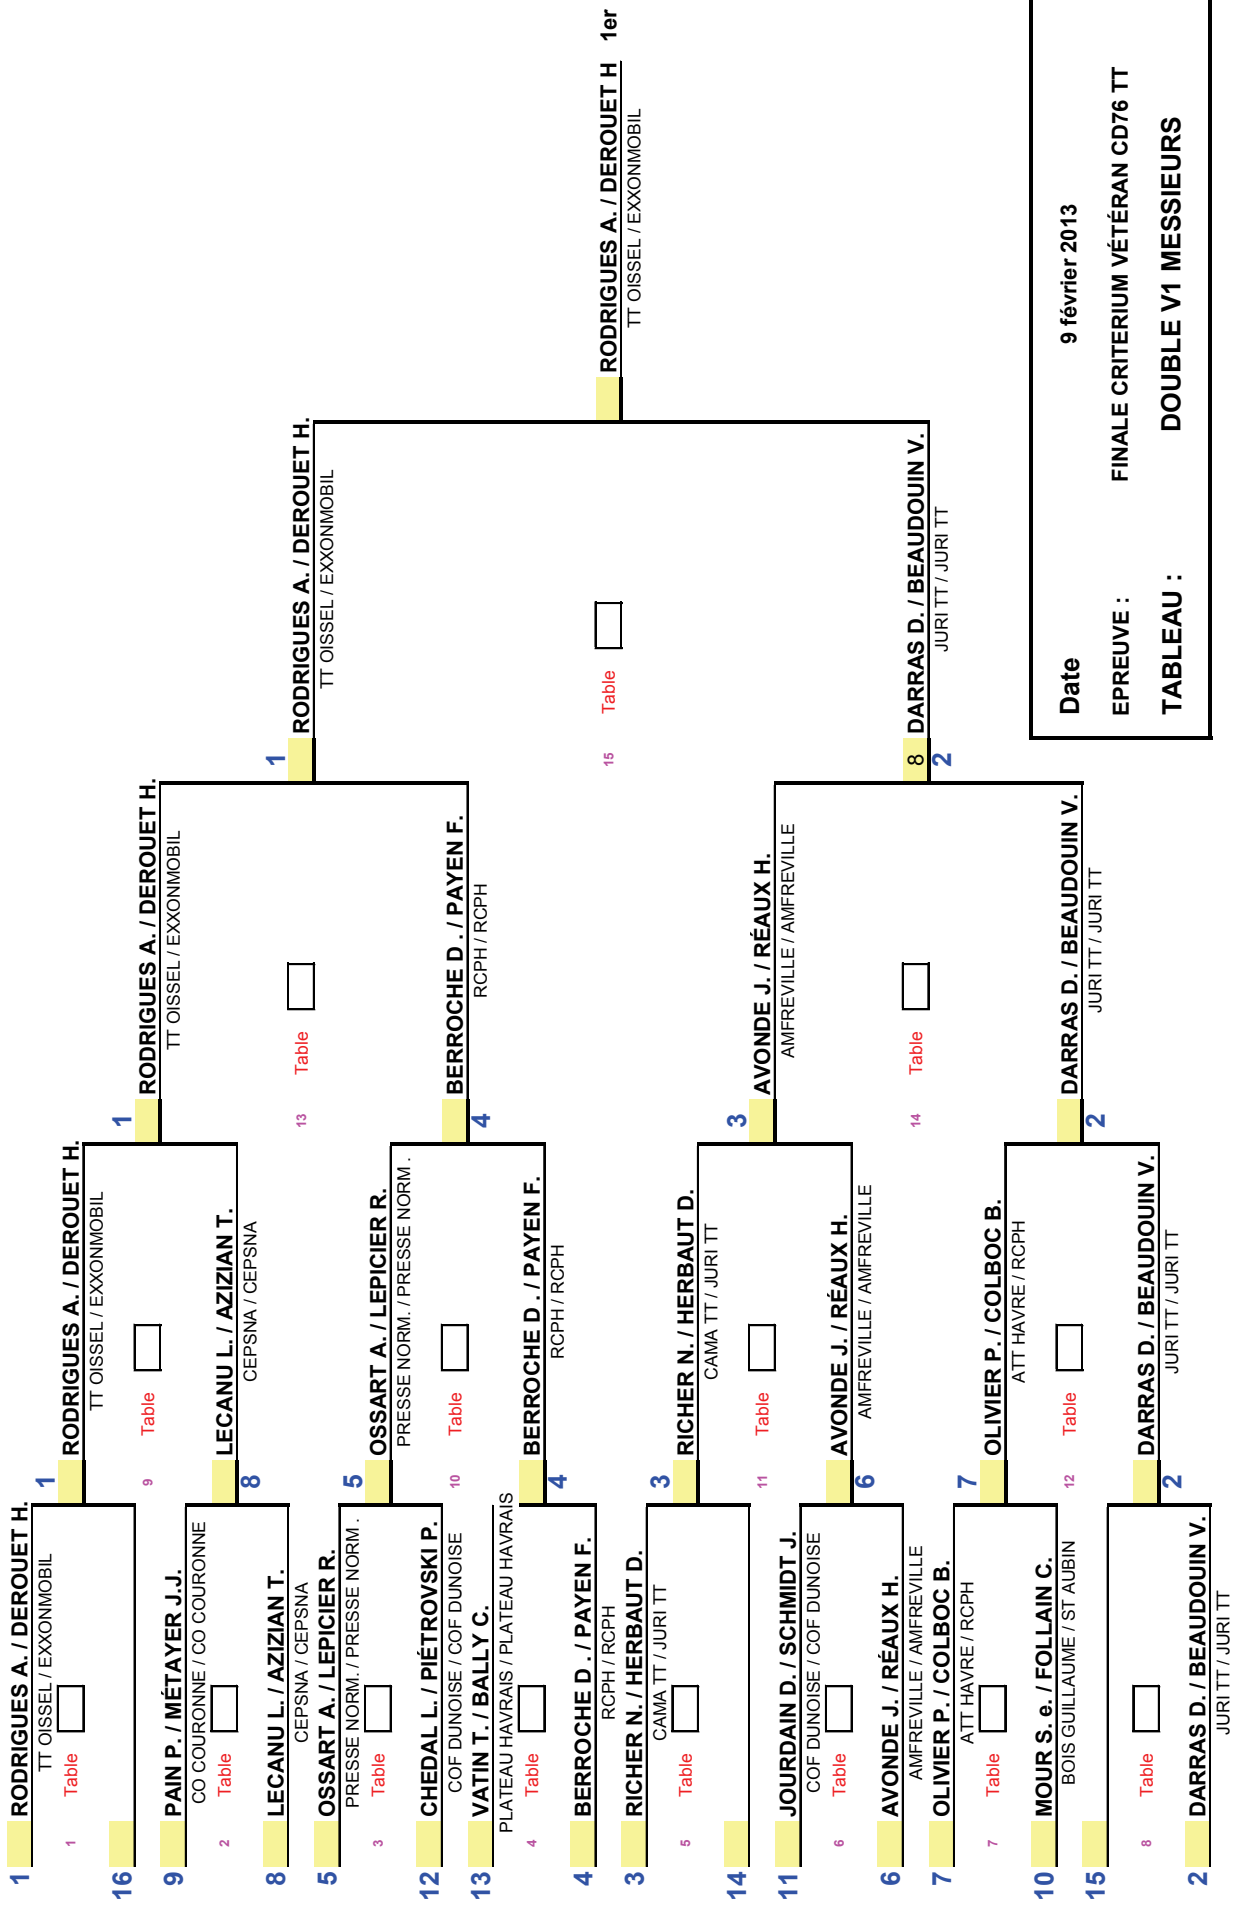 1 RODRIGUES A. / DEROUET H.
TT OISSEL / EXXONMOBIL
1 Table
16
9 PAIN P. / MÉTAYER J.J.
CO COURONNE / CO COURONNE
2 Table
8 LECANU L. / AZIZIAN T.
CEPSNA / CEPSNA
5 OSSART A. / LEPICIER R.
PRESSE NORM. / PRESSE NORM .
3 Table
12 CHEDAL L. / PIÉTROVSKI P.
COF DUNOISE / COF DUNOISE
13 VATIN T. / BALLY C.
PLATEAU HAVRAIS / PLATEAU HAVRAIS
4 Table
4 BERROCHE D . / PAYEN F.
RCPH / RCPH
3 RICHER N. / HERBAUT D.
CAMA TT / JURI TT
5 Table
14
11 JOURDAIN D. / SCHMIDT J.
COF DUNOISE / COF DUNOISE
6 Table
6 AVONDE J. / RÉAUX H.
AMFREVILLE / AMFREVILLE
7 OLIVIER P. / COLBOC B.
ATT HAVRE / RCPH
7 Table
10 MOUR S. e. / FOLLAIN C.
BOIS GUILLAUME / ST AUBIN
15
8 Table
2 DARRAS D. / BEAUDOUIN V.
JURI TT / JURI TT
1 RODRIGUES A. / DEROUET H.
TT OISSEL / EXXONMOBIL
9 Table
LECANU L. / AZIZIAN T.
8 CEPSNA / CEPSNA
5 OSSART A. / LEPICIER R.
PRESSE NORM. / PRESSE NORM .
10 Table
BERROCHE D . / PAYEN F.
4 RCPH / RCPH
3 RICHER N. / HERBAUT D.
CAMA TT / JURI TT
11 Table
AVONDE J. / RÉAUX H.
6 AMFREVILLE / AMFREVILLE
7 OLIVIER P. / COLBOC B.
ATT HAVRE / RCPH
12 Table
DARRAS D. / BEAUDOUIN V.
2 JURI TT / JURI TT
1 RODRIGUES A. / DEROUET H.
TT OISSEL / EXXONMOBIL
13 Table
BERROCHE D . / PAYEN F.
4 RCPH / RCPH
3 AVONDE J. / RÉAUX H.
AMFREVILLE / AMFREVILLE
14 Table
DARRAS D. / BEAUDOUIN V.
2 JURI TT / JURI TT
1 RODRIGUES A. / DEROUET H.
TT OISSEL / EXXONMOBIL
15 Table
8 DARRAS D. / BEAUDOUIN V.
2 JURI TT / JURI TT
RODRIGUES A. / DEROUET H 1er
TT OISSEL / EXXONMOBIL
Date 9 février 2013
EPREUVE : FINALE CRITERIUM VÉTÉRAN CD76 TT
TABLEAU : DOUBLE V1 MESSIEURS